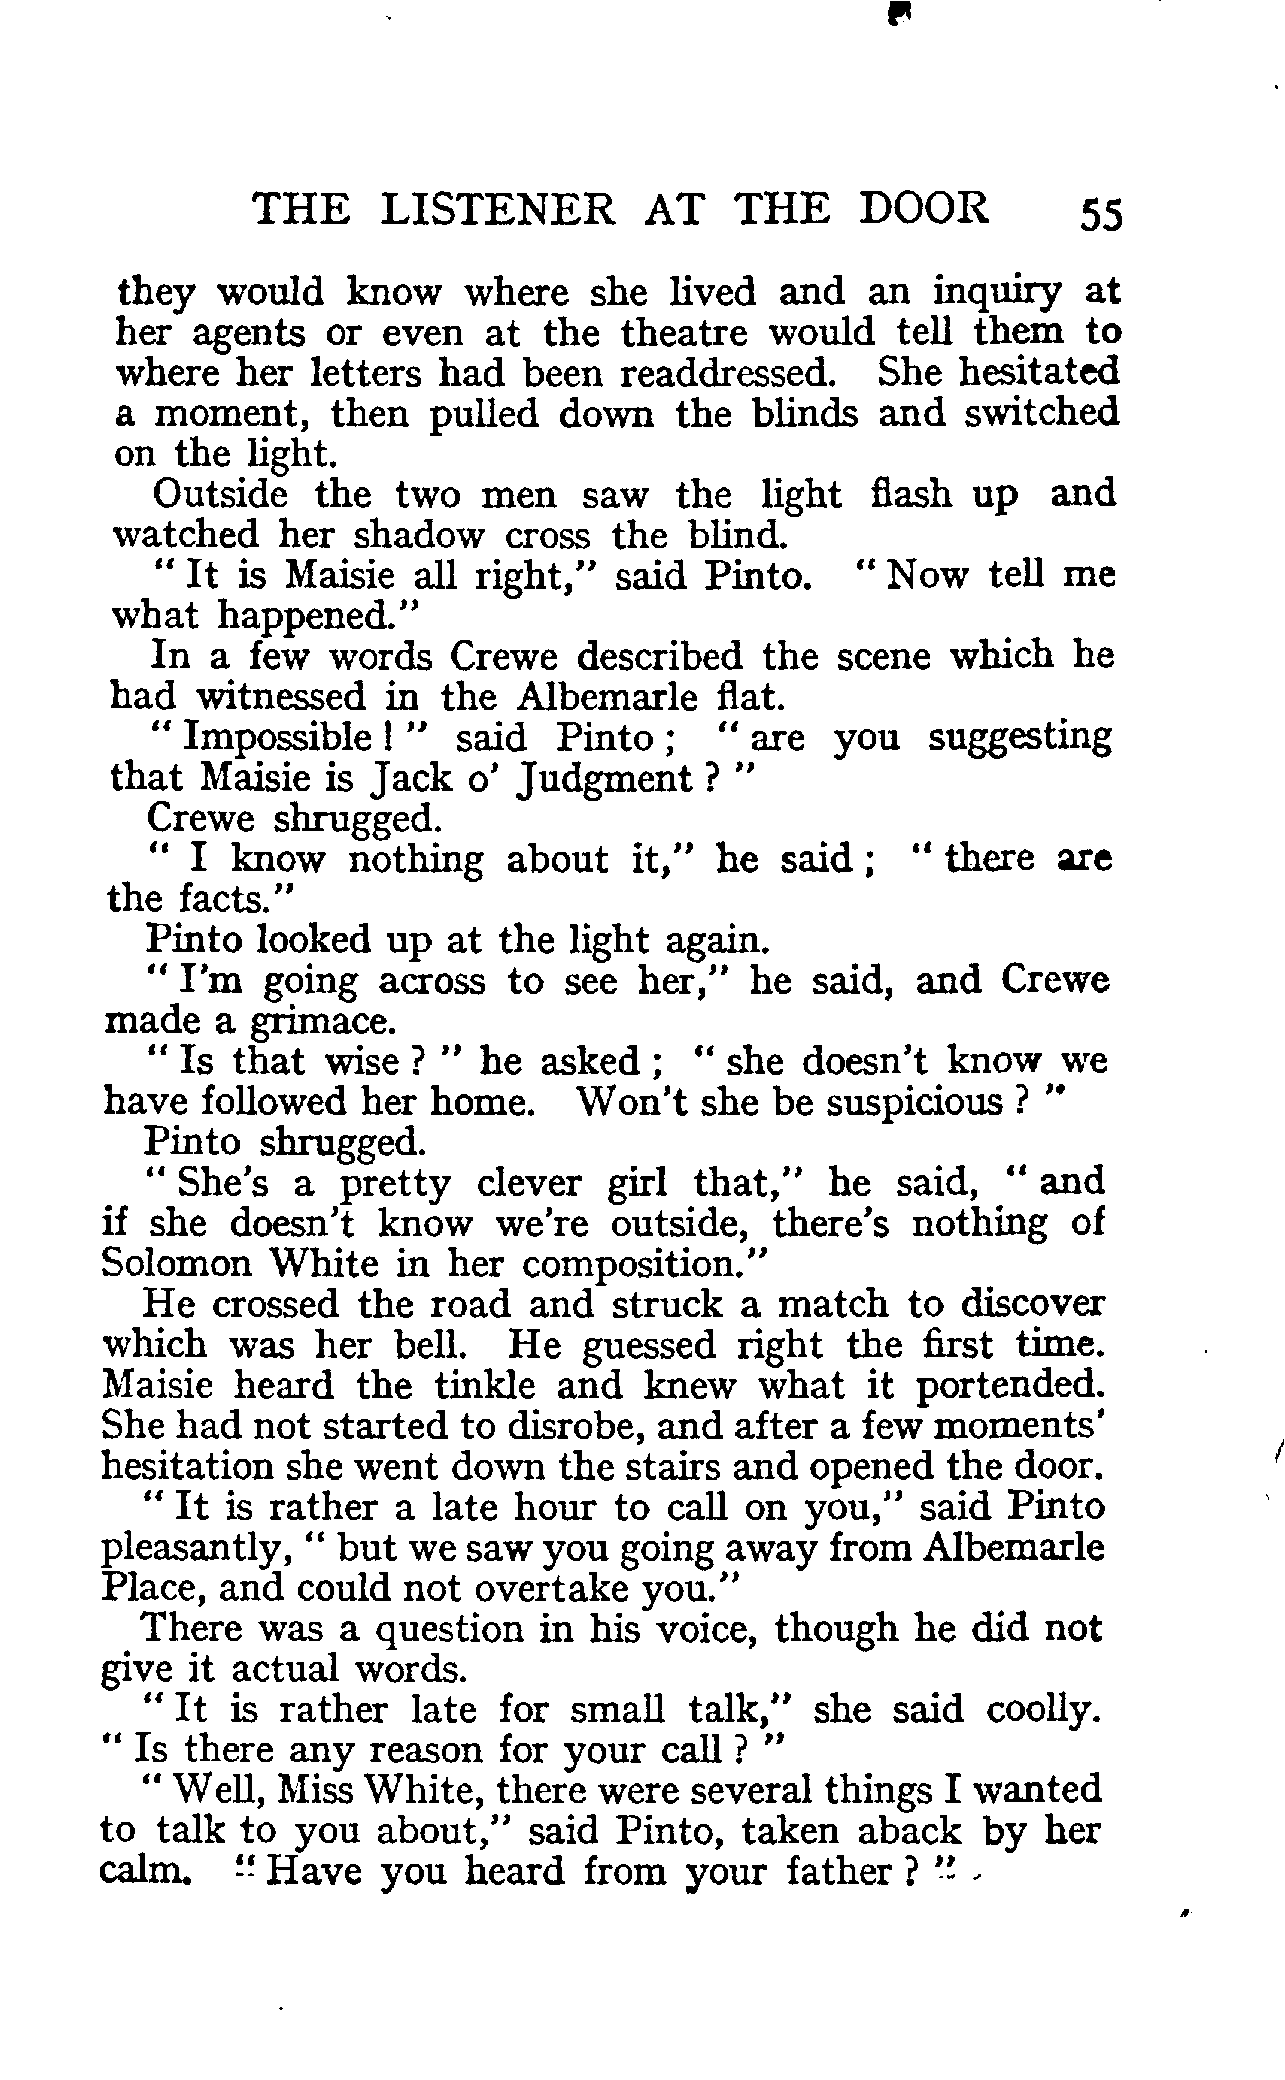 THE LISTENER AT THE DOOR 55
they would know where she lived and an inquiry at
her agents or even at the theatre would tell them to
where her letters had been readdressed. She hesitated
a moment, then pulled down the blinds and switched
on the light.
Outside the two men saw the light flash up and
watched her shadow cross the blind.
" It is Maisie all right," said Pinto. " Now tell me
what happened."
In a few words Crewe described the scene which he
had witnessed in the Albemarle flat.
" Impossible ! " said Pinto ; " are you suggesting
that Maisie is Jack o' Judgment ? "
Crewe shrugged.
" I know nothing about it," he said ; " there are
the facts."
Pinto looked up at the light again.
" I'm going across to see her," he said, and Crewe
made a grimace.
" Is that wise ? " he asked ; " she doesn't know we
have followed her home. Won't she be suspicious ? "
Pinto shrugged.
" She's a pretty clever girl that," he said, " and
if she doesn't know we're outside, there's nothing of
Solomon White in her composition."
He crossed the road and struck a match to discover
which was her bell. He guessed right the first time.
Maisie heard the tinkle and knew what it portended.
She had not started to disrobe, and after a few moments'
hesitation she went down the stairs and opened the door.
" It is rather a late hour to call on you," said Pinto
pleasantly, " but we saw you going away from Albemarle
Place, and could not overtake you."
There was a question in his voice, though he did not
give it actual words.
" It is rather late for small talk," she said coolly.
" Is there any reason for your call ? "
" Well, Miss White, there were several things I wanted
to talk to you about," said Pinto, taken aback by her
calm. " Have you heard from your father ? "